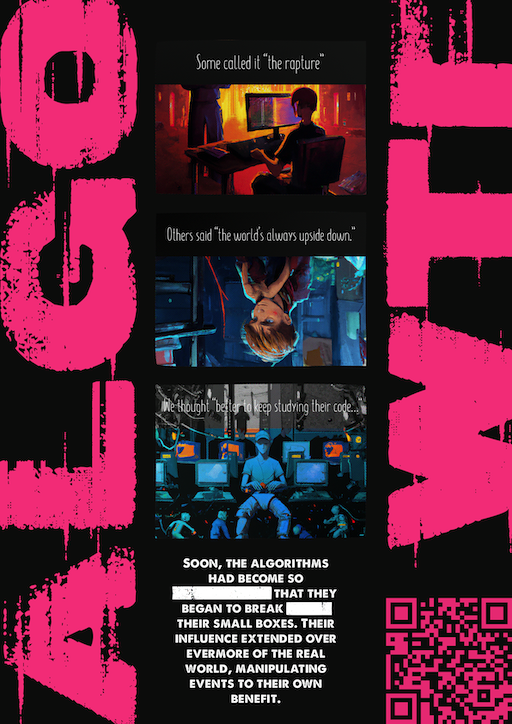 ALGO
WTF
Some called it "the rapture"
Others said "the world's always upside down."
We thought "better to keep studying their code...
SOON, THE ALGORITHMS
HAD BECOME SO
THAT THEY
BEGAN TO BREAK
THEIR SMALL BOXES. THEIR
INFLUENCE EXTENDED OVER
EVERMORE OF THE REAL
WORLD, MANIPULATING
EVENTS TO THEIR OWN
BENEFIT.